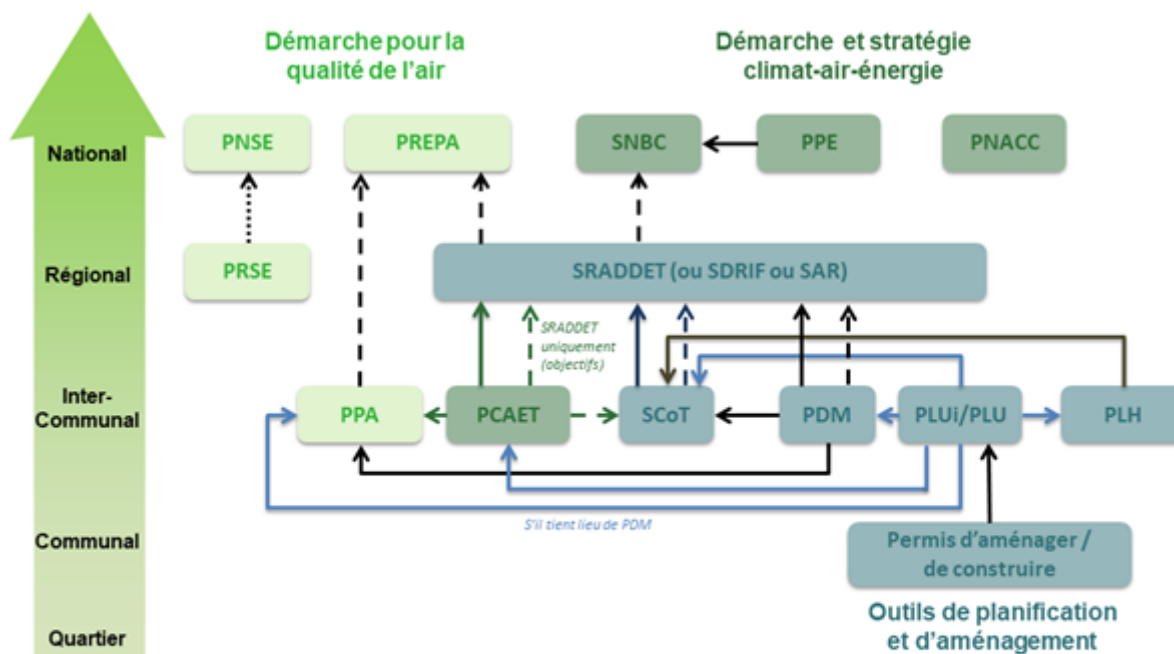 Démarche pour la
qualité de l'air
Démarche et stratégie
climat-air-énergie
National
PNSE
PREPA
SNBC
PPE
PNACC
Régional
PRSE
SRADDET (ou SDRIF ou SAR)
SRADDET
uniquement
(objectifs)
Inter-
Communal
PPA
PCAET
SCoT
PDM
PLUi/PLU
PLH
S'il tient lieu de PDM
Communal
Permis d'aménager /
de construire
Outils de planification
et d'aménagement
Quartier